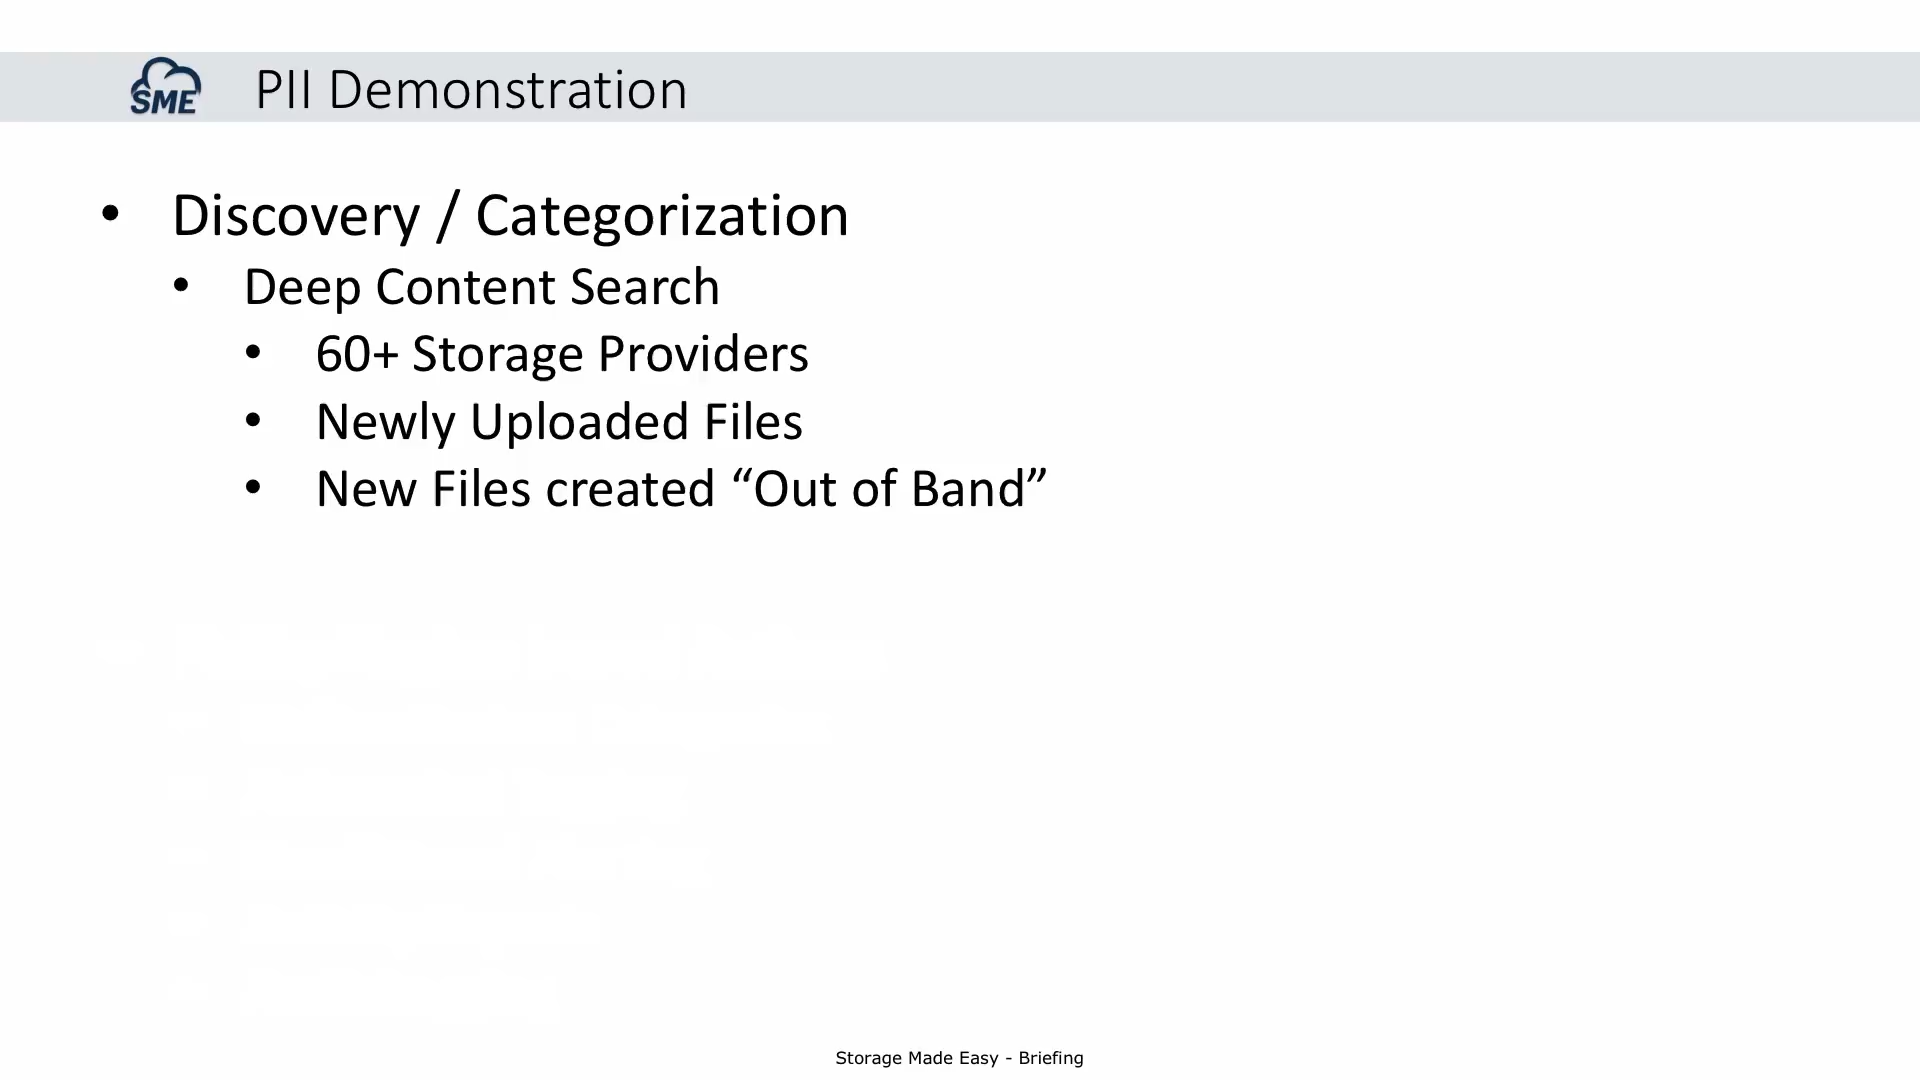 SME
PII Demonstration
• Discovery / Categorization
• Deep Content Search
• 60+ Storage Providers
• Newly Uploaded Files
• New Files created “Out of Band”
Storage Made Easy - Briefing